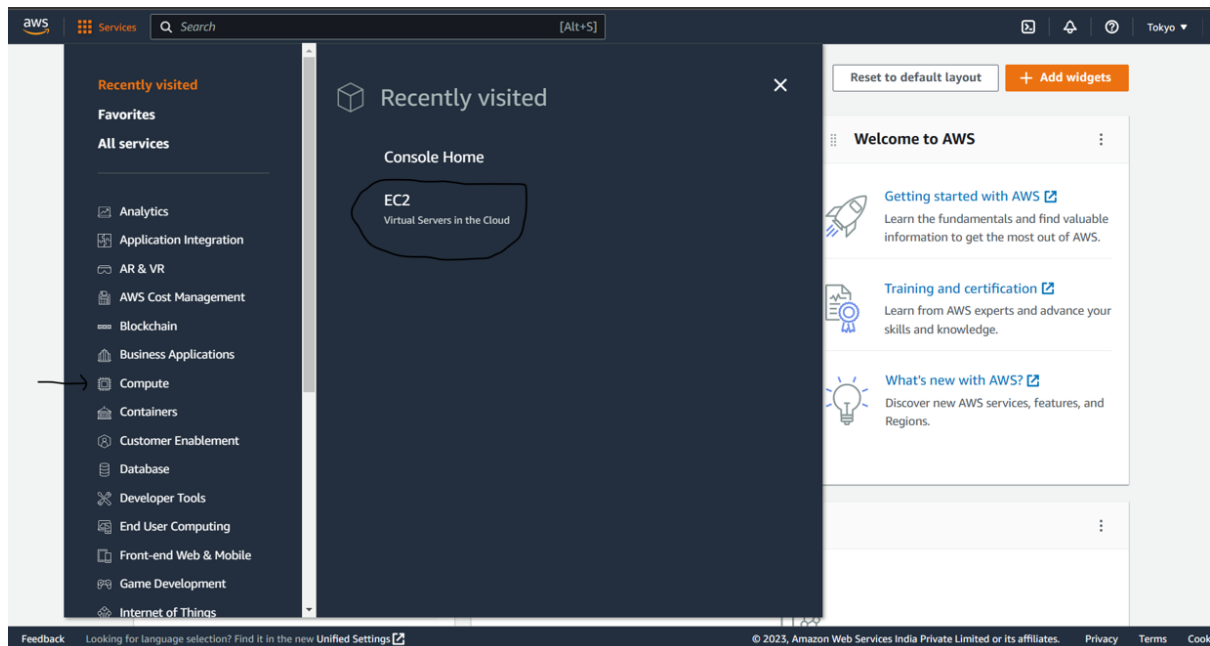 aws Services Search [Alt+S] Tokyo
Recently visited
Favorites
All services
Analytics
Application Integration
AR & VR
AWS Cost Management
Blockchain
Business Applications
Compute
Containers
Customer Enablement
Database
Developer Tools
End User Computing
Front-end Web & Mobile
Game Development
Internet of Things
Recently visited
Console Home
EC2
Virtual Servers in the Cloud
Reset to default layout + Add widgets
Welcome to AWS
Getting started with AWS
Learn the fundamentals and find valuable
information to get the most out of AWS.
Training and certification
Learn from AWS experts and advance your
skills and knowledge.
What's new with AWS?
Discover new AWS services, features, and
Regions.
Feedback Looking for language selection? Find it in the new Unified Settings © 2023, Amazon Web Services India Private Limited or its affiliates. Privacy Terms Cook